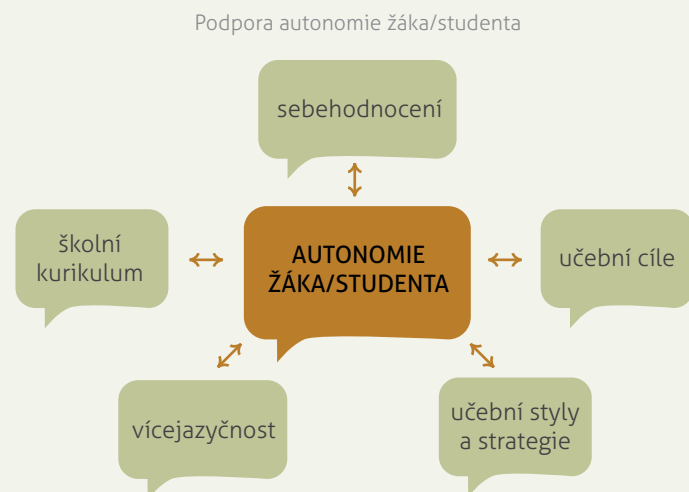 Podpora autonomie žáka/studenta
sebehodnocení
školní
kurikulum
AUTONOMIE
ŽÁKA/STUDENTA
učební cíle
vícejazyčnost
učební styly
a strategie